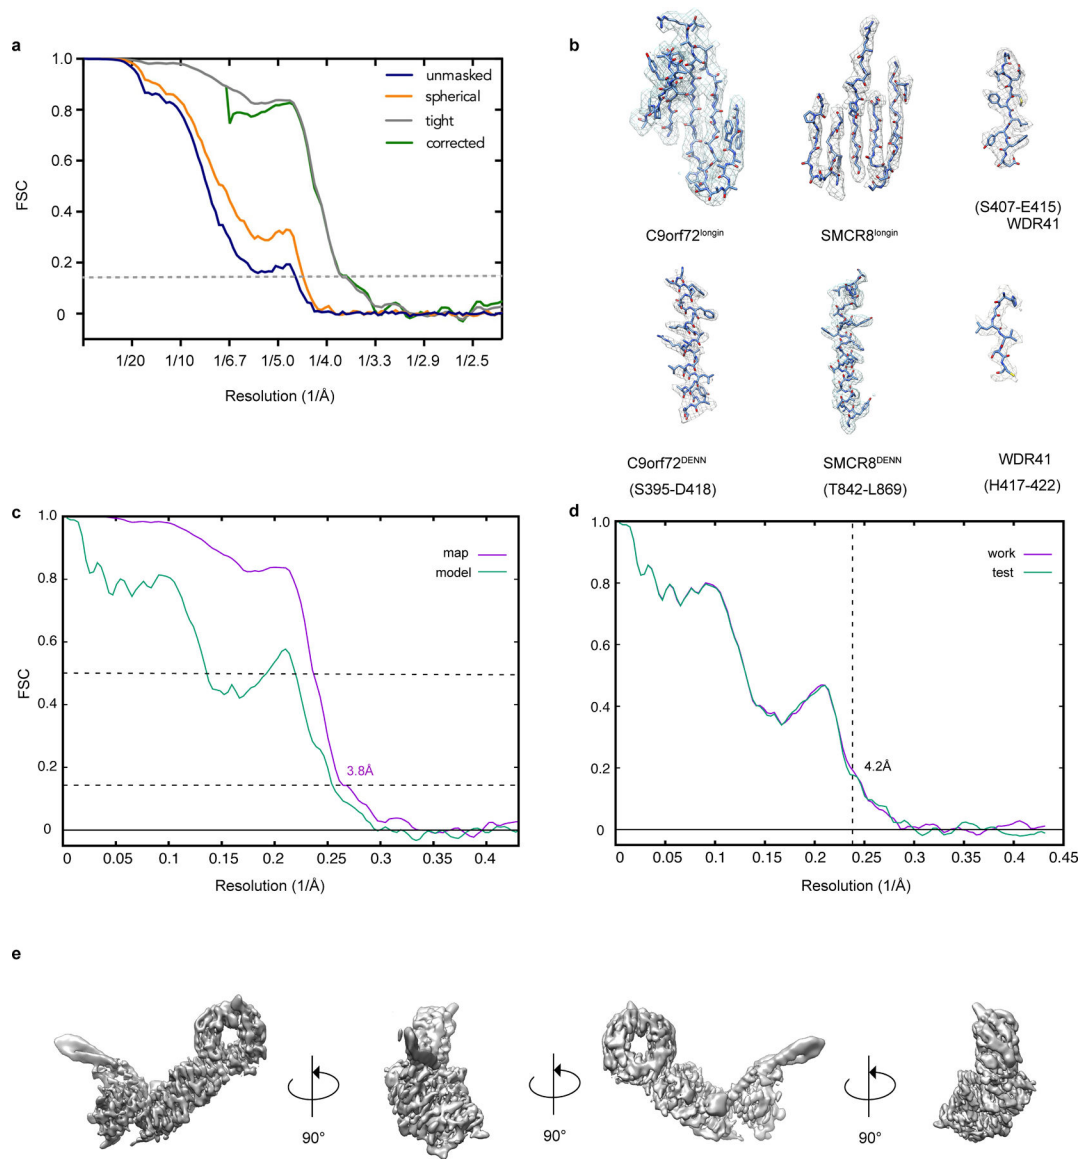 a
1.0
0.8
0.6
0.4
0.2
0
FSC
unmasked
spherical
tight
corrected
1/20
1/10
1/6.7
1/5.0
1/4.0
1/3.3
1/2.9
1/2.5
Resolution (1/Å)
b
C9orf72longin
SMCR8longin
(S407-E415)
WDR41
C9orf72DENN
(S395-D418)
SMCR8DENN
(T842-L869)
WDR41
(H417-422)
c
1.0
0.8
0.6
0.4
0.2
0
FSC
map
model
3.8Å
0
0.05
0.1
0.15
0.2
0.25
0.3
0.35
0.4
Resolution (1/Å)
d
1.0
0.8
0.6
0.4
0.2
0
work
test
4.2Å
0
0.05
0.1
0.15
0.2
0.25
0.3
0.35
0.4
0.45
Resolution (1/Å)
e
90°
90°
90°